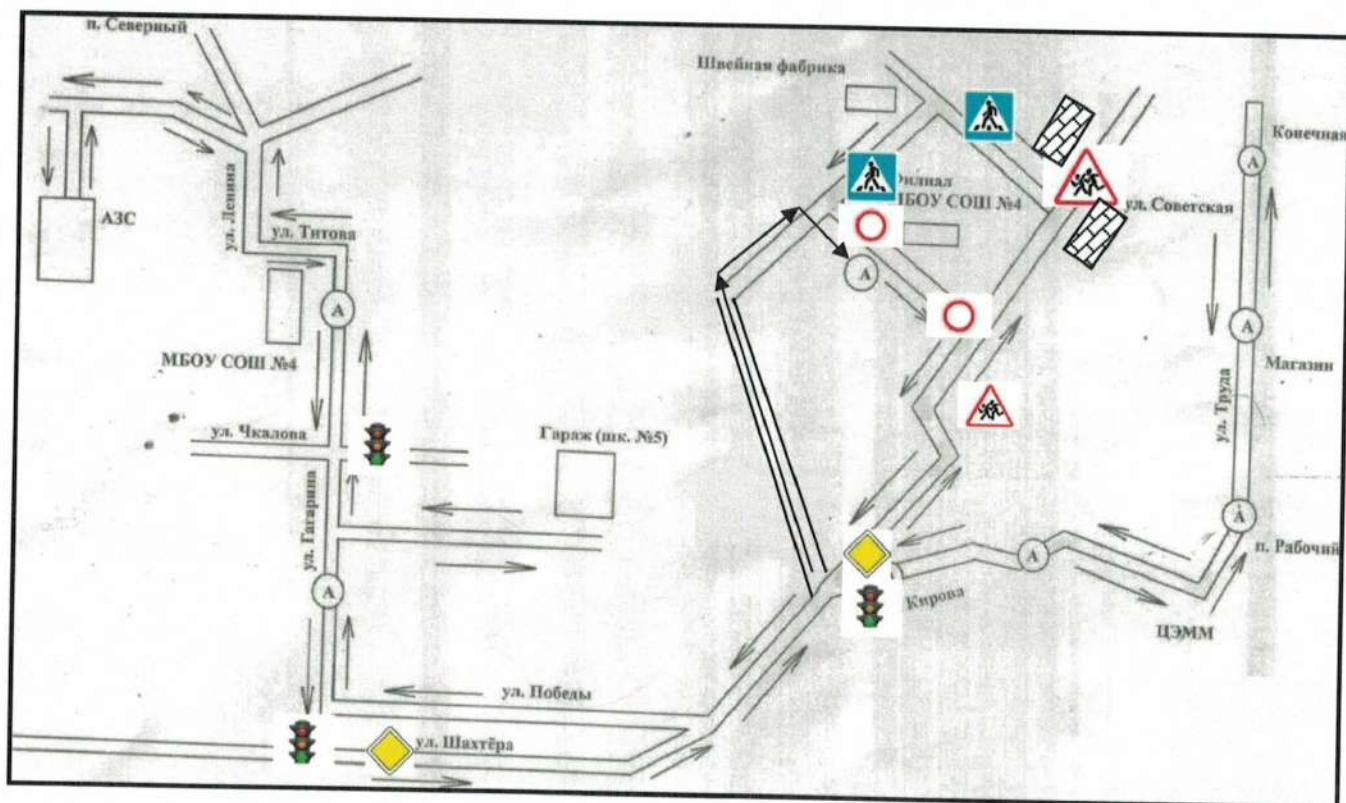 п. Северный
Швейная фабрика
Конечная
АЗС
ул. Ленина
ул. Титова
МБОУ СОШ №4
ул. Советская
А
А
А
А
МБОУ СОШ №4
Магазин
ул. Труда
ул. Чкалова
Гараж (шк. №5)
ул. Гагарина
А
А
А
п. Рабочий
Кирова
ЦЭММ
ул. Победы
ул. Шахтёра